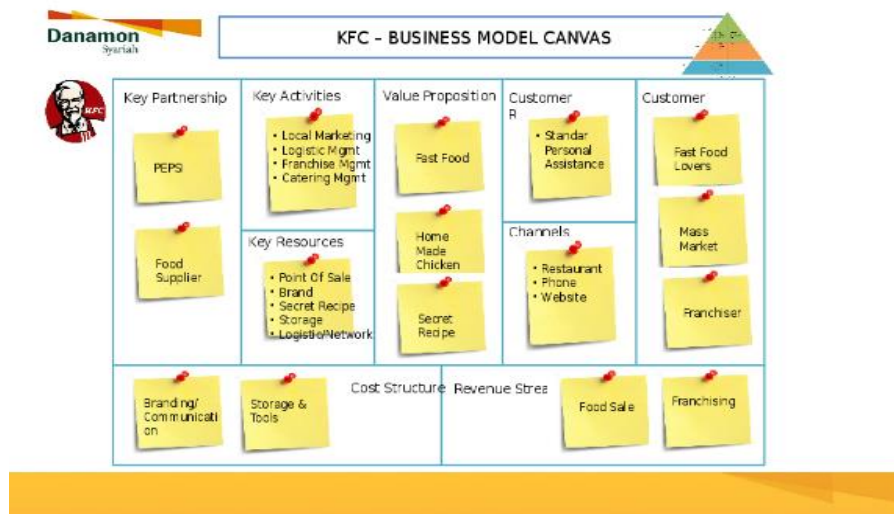 Danamon
Syariah
KFC – BUSINESS MODEL CANVAS
KFC
Key Partnership
PEPSI
Food
Supplier
Key Activities
• Local Marketing
• Logistic Mgmt
• Franchise Mgmt
• Catering Mgmt
Key Resources
• Point Of Sale
• Brand
• Secret Recipe
• Storage
• Logistic/Network
Value Proposition
Fast Food
Home
Made
Chicken
Secret
Recipe
Customer
R
• Standar
Personal
Assistance
Channels
• Restaurant
• Phone
• Website
Customer
Fast Food
Lovers
Mass
Market
Franchiser
Cost Structure
Branding/
Communicati
on
Storage &
Tools
Revenue Strea
Food Sale
Franchising